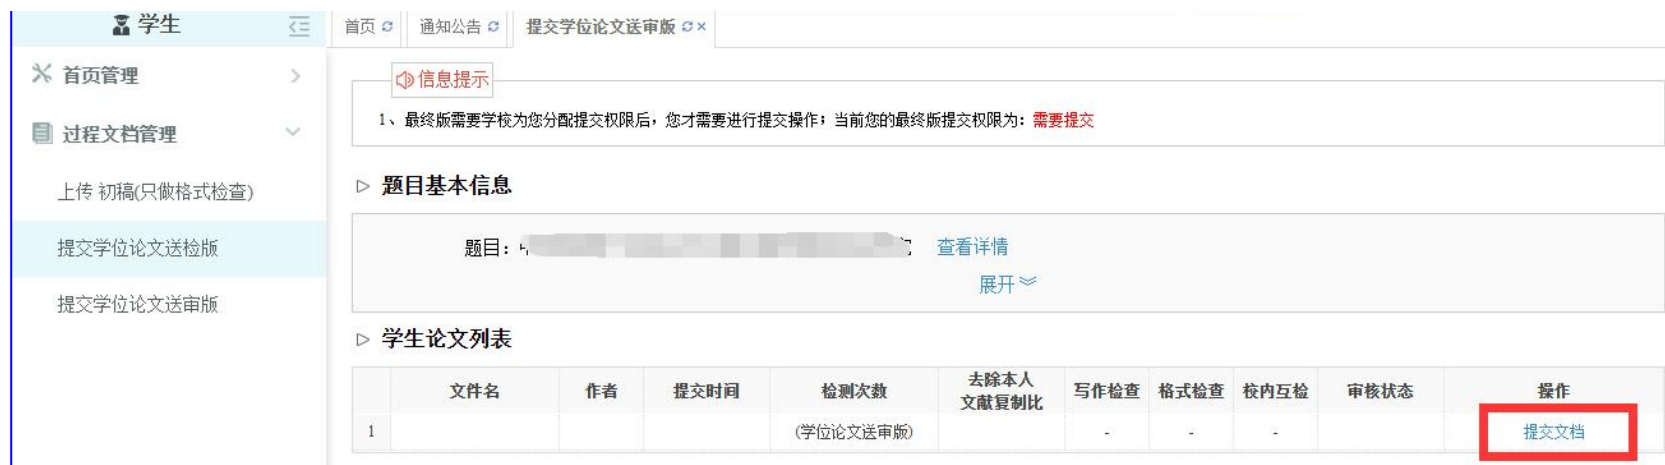 学生
首页 通知公告 提交学位论文送审版 ×
首页管理
信息提示
1、最终版需要学校为您分配提交权限后，您才需要进行提交操作；当前您的最终版提交权限为：需要提交
过程文档管理
上传 初稿(只做格式检查)
题目基本信息
提交学位论文送检版
题目： 查看详情
展开
提交学位论文送审版
学生论文列表
文件名 作者 提交时间 检测次数 去除本人文献复制比 写作检查 格式检查 校内互检 审核状态 操作
1 (学位论文送审版) - - - 提交文档